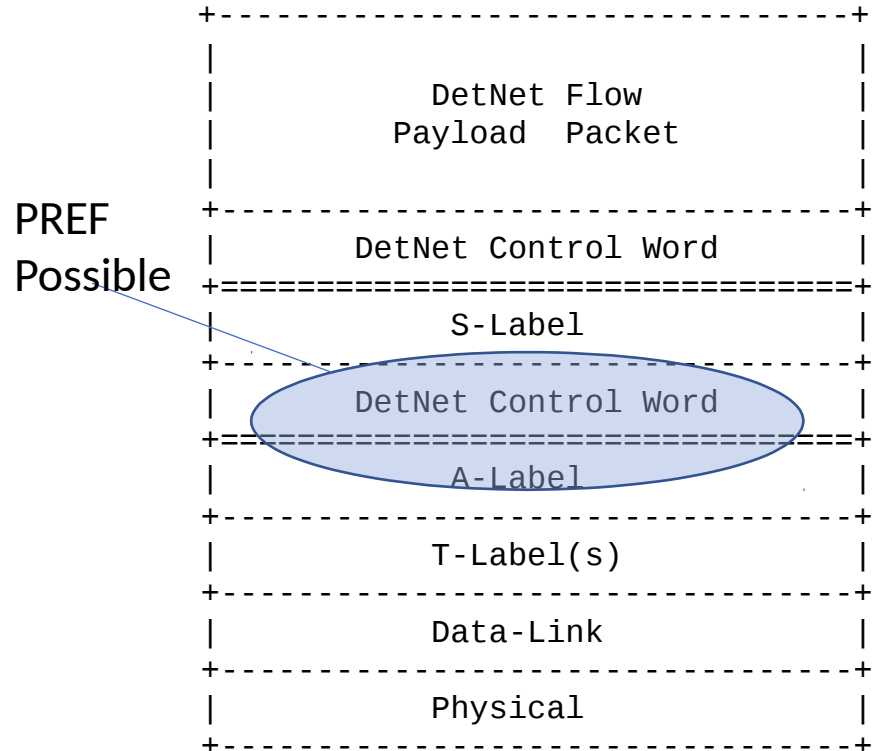 DetNet Flow
Payload  Packet
PREF
Possible
DetNet Control Word
S-Label
DetNet Control Word
A-Label
T-Label(s)
Data-Link
Physical